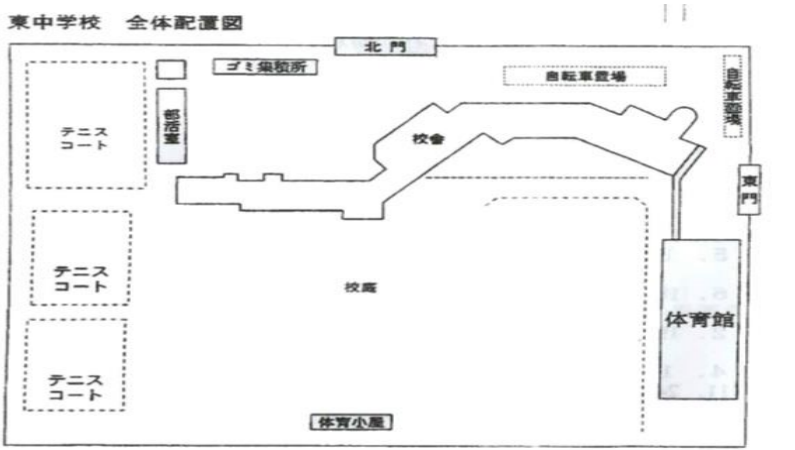 東中学校　全体配置図
北門
ゴミ集積所
自転車置場
自転車置場
部活室
テニス
コート
校舎
東門
テニス
コート
校庭
体育館
テニス
コート
体育小屋